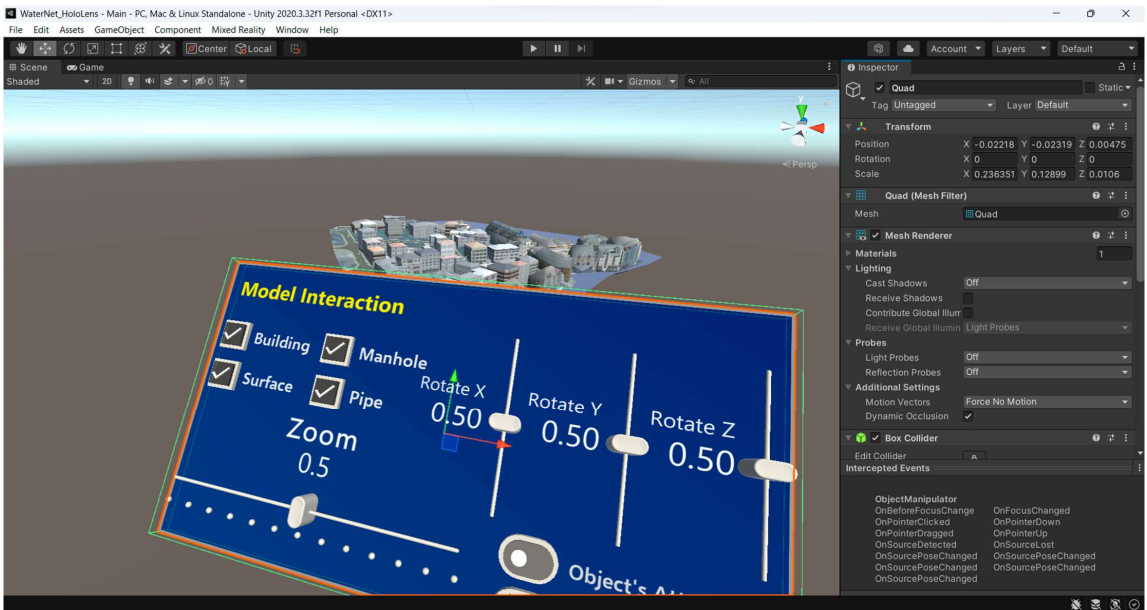 WaterNet_HoloLens - Main - PC, Mac & Linux Standalone - Unity 2020.3.32f1 Personal <DX11>
File Edit Assets GameObject Component Mixed Reality Window Help
Center Local Account Layers Default
Scene Game
Shaded 2D 0 Gizmos All
y
x
Persp
Model Interaction
Building Manhole
Surface Pipe
Rotate X Rotate Y Rotate Z
0.50 0.50 0.50
Zoom
0.5
Object's
Inspector
Quad Static
Tag Untagged Layer Default
Transform
Position X -0.02218 Y -0.02319 Z 0.00475
Rotation X 0 Y 0 Z 0
Scale X 0.236351 Y 0.12899 Z 0.0106
Quad (Mesh Filter)
Mesh Quad
Mesh Renderer
Materials 1
Lighting
Cast Shadows Off
Receive Shadows
Contribute Global Illum
Receive Global Illumin Light Probes
Probes
Light Probes Off
Reflection Probes Off
Additional Settings
Motion Vectors Force No Motion
Dynamic Occlusion
Box Collider
Edit Collider
Intercepted Events
ObjectManipulator
OnBeforeFocusChange OnFocusChanged
OnPointerClicked OnPointerDown
OnPointerDragged OnPointerUp
OnSourceDetected OnSourceLost
OnSourcePoseChanged OnSourcePoseChanged
OnSourcePoseChanged OnSourcePoseChanged
OnSourcePoseChanged